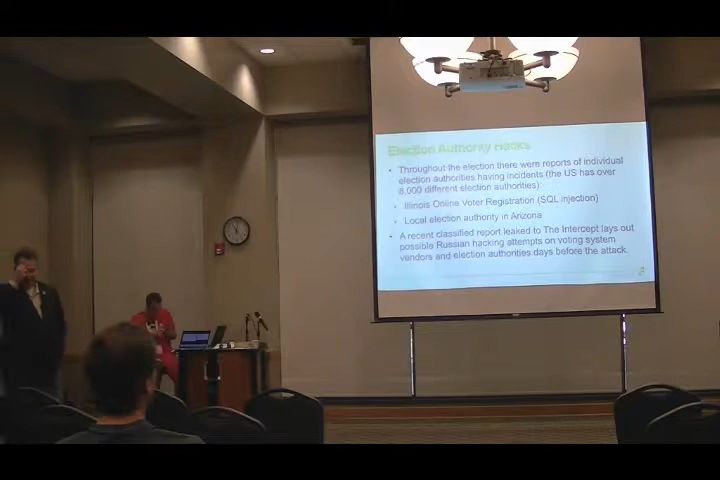 Election Authority Hacks
• Throughout the election there were reports of individual
election authorities having incidents (the US has over
8,000 different election authorities).
• Illinois Online Voter Registration (SQL injection)
• Local election authority in Arizona
• A recent classified report leaked to The Intercept lays out
possible Russian hacking attempts on voting system
vendors and election authorities days before the attack.